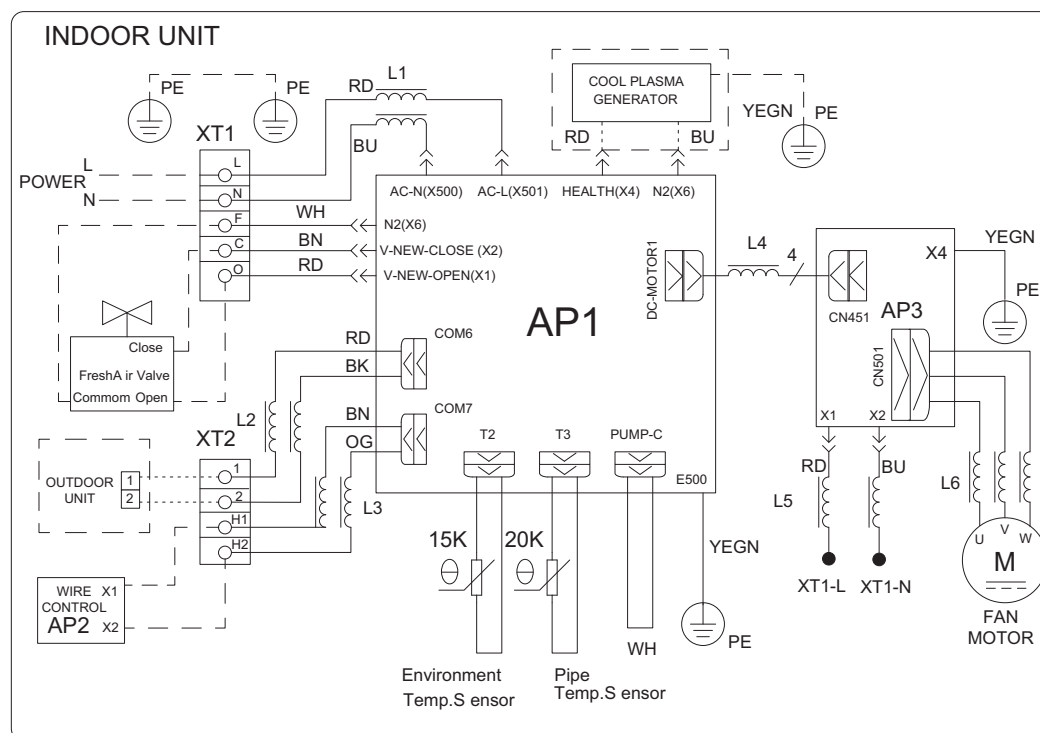 INDOOR UNIT
PE
PE
RD
L1
COOL PLASMA
GENERATOR
YEGN
PE
RD
BU
XT1
BU
L
POWER
N
L
N
F
C
O
AC-N(X500)
AC-L(X501)
HEALTH(X4)
N2(X6)
WH
N2(X6)
BN
V-NEW-CLOSE (X2)
RD
V-NEW-OPEN(X1)
DC-MOTOR1
L4
4
X4
YEGN
PE
CN451
AP1
AP3
CN501
Close
FreshA ir Valve
Commom Open
RD
COM6
BK
L2
BN
COM7
OG
XT2
1
2
H1
H2
OUTDOOR
UNIT
1
2
L3
T2
T3
PUMP-C
E500
X1
X2
RD
BU
L5
L6
U
V
W
M
FAN
MOTOR
XT1-L
XT1-N
15K
20K
YEGN
PE
WH
WIRE X1
CONTROL
AP2 X2
Environment
Temp.S ensor
Pipe
Temp.S ensor